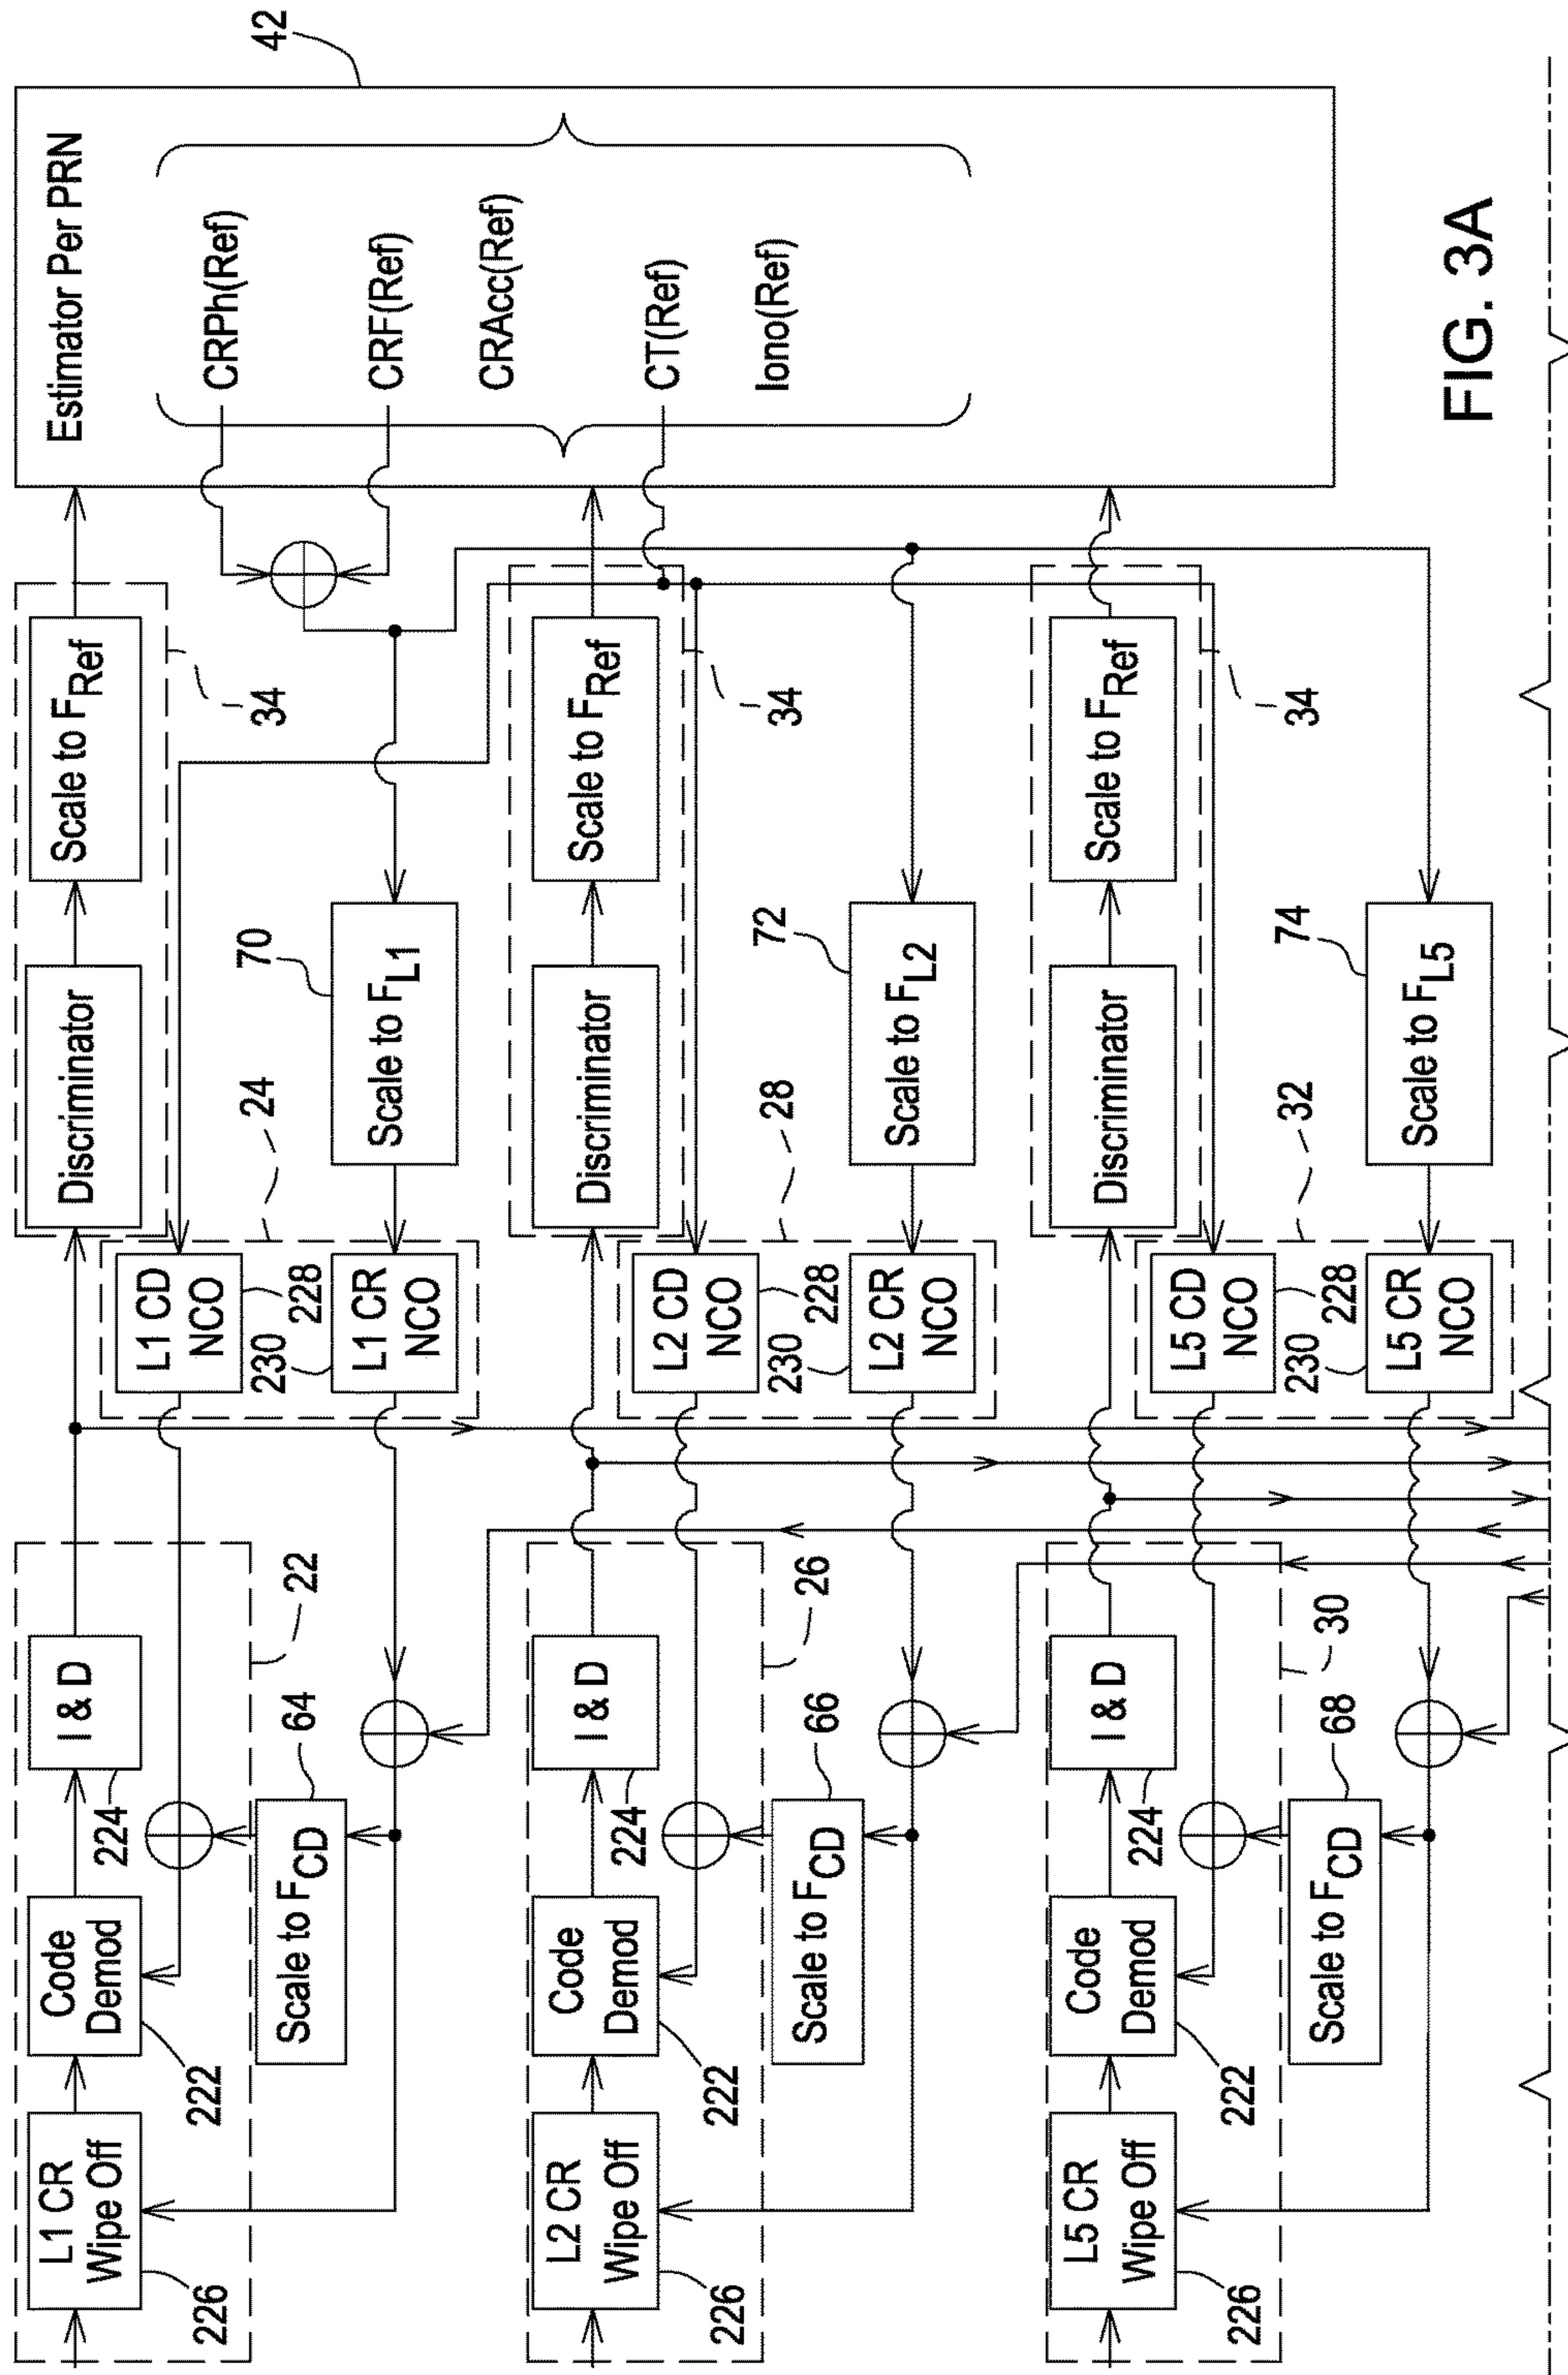 L1 CR
Wipe Off
226
Code
Demod
222
I & D
224
22
Scale to FCD
64
L1 CD
NCO
228
L1 CR
NCO
230
24
Discriminator
Scale to FRef
34
Scale to FL1
70
L2 CR
Wipe Off
226
Code
Demod
222
I & D
224
26
Scale to FCD
66
L2 CD
NCO
228
L2 CR
NCO
230
28
Discriminator
Scale to FRef
34
Scale to FL2
72
L5 CR
Wipe Off
226
Code
Demod
222
I & D
224
30
Scale to FCD
68
L5 CD
NCO
228
L5 CR
NCO
230
32
Discriminator
Scale to FRef
34
Scale to FL5
74
Estimator Per PRN
CRPh(Ref)
CRF(Ref)
CRAcc(Ref)
CT(Ref)
Iono(Ref)
42
FIG. 3A